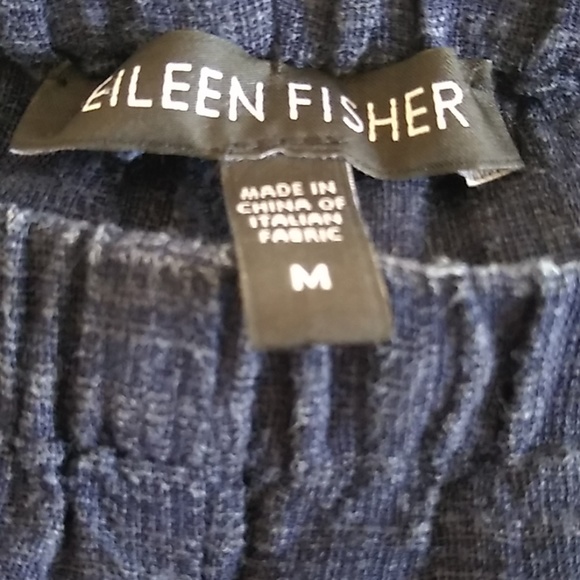 EILEEN FISHER
MADE IN
CHINA OF
ITALIAN
FABRIC
M